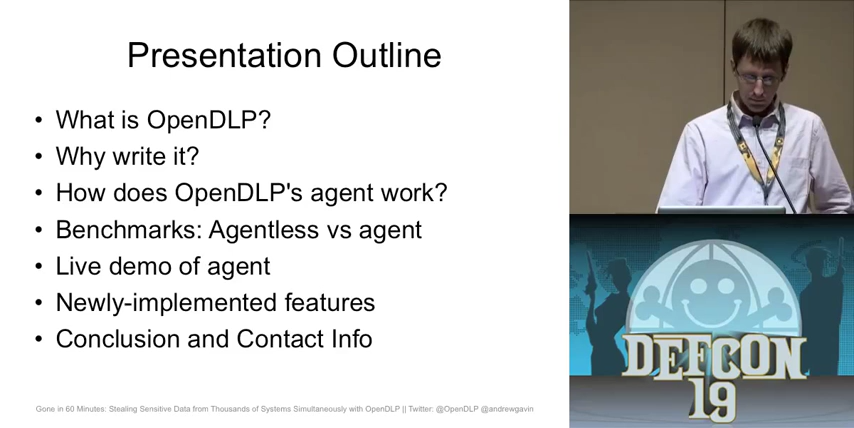 Presentation Outline
• What is OpenDLP?
• Why write it?
• How does OpenDLP's agent work?
• Benchmarks: Agentless vs agent
• Live demo of agent
• Newly-implemented features
• Conclusion and Contact Info
Gone in 60 Minutes: Stealing Sensitive Data from Thousands of Systems Simultaneously with OpenDLP || Twitter: @OpenDLP @andrewgavin
DEFCON
19